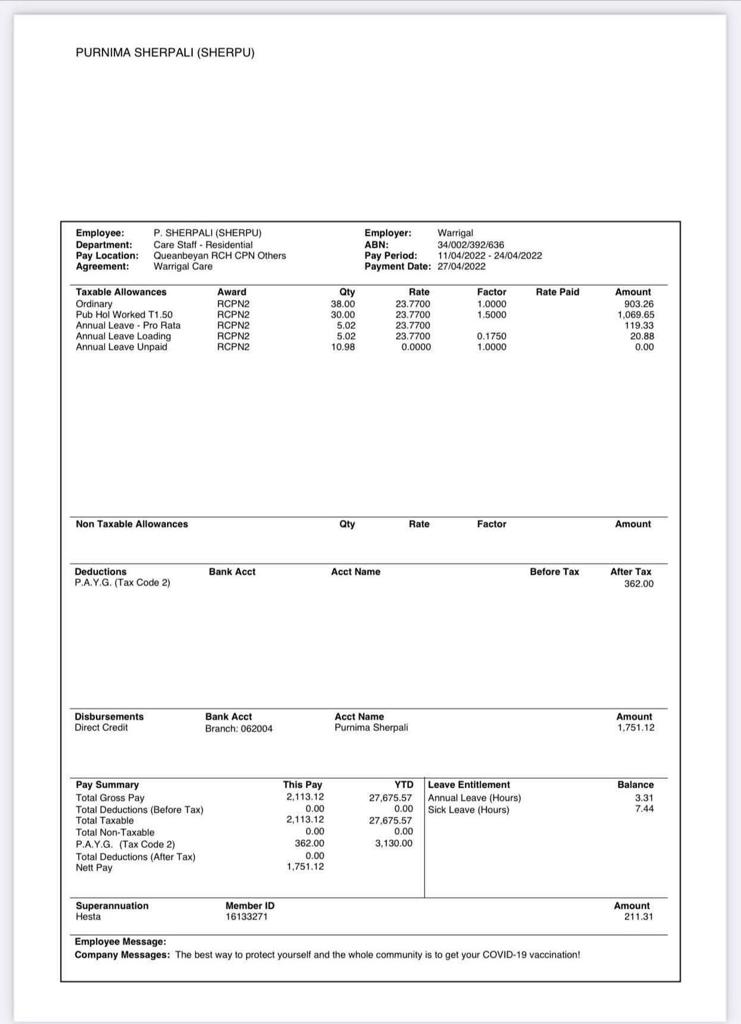 PURNIMA SHERPALI (SHERPU)
Employee: P. SHERPALI (SHERPU) Employer: Warrigal
Department: Care Staff - Residential ABN: 34/002/392/636
Pay Location: Queanbeyan RCH CPN Others Pay Period: 11/04/2022 - 24/04/2022
Agreement: Warrigal Care Payment Date: 27/04/2022
Taxable Allowances Award Qty Rate Factor Rate Paid Amount
Ordinary RCPN2 38.00 23.7700 1.0000 903.26
Pub Hol Worked T1.50 RCPN2 30.00 23.7700 1.5000 1,069.65
Annual Leave - Pro Rata RCPN2 5.02 23.7700 119.33
Annual Leave Loading RCPN2 5.02 23.7700 0.1750 20.88
Annual Leave Unpaid RCPN2 10.98 0.0000 1.0000 0.00
Non Taxable Allowances Qty Rate Factor Amount
Deductions Bank Acct Acct Name Before Tax After Tax
P.A.Y.G. (Tax Code 2) 362.00
Disbursements Bank Acct Acct Name Amount
Direct Credit Branch: 062004 Purnima Sherpali 1,751.12
Pay Summary This Pay YTD Leave Entitlement Balance
Total Gross Pay 2,113.12 27,675.57 Annual Leave (Hours) 3.31
Total Deductions (Before Tax) 0.00 0.00 Sick Leave (Hours) 7.44
Total Taxable 2,113.12 27,675.57
Total Non-Taxable 0.00 0.00
P.A.Y.G. (Tax Code 2) 362.00 3,130.00
Total Deductions (After Tax) 0.00
Nett Pay 1,751.12
Superannuation Member ID Amount
Hesta 16133271 211.31
Employee Message:
Company Messages: The best way to protect yourself and the whole community is to get your COVID-19 vaccination!